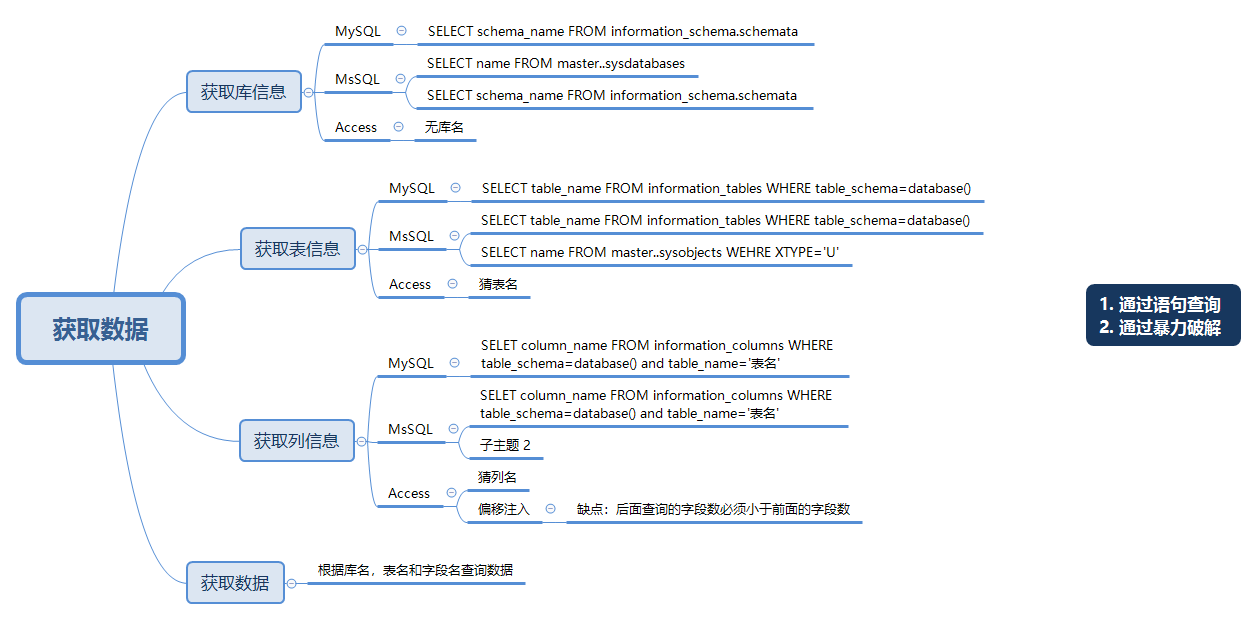 MySQL
SELECT schema_name FROM information_schema.schemata
SELECT name FROM master..sysdatabases
获取库信息
MsSQL
SELECT schema_name FROM information_schema.schemata
Access
无库名
MySQL
SELECT table_name FROM information_tables WHERE table_schema=database()
SELECT table_name FROM information_tables WHERE table_schema=database()
获取表信息
MsSQL
SELECT name FROM master..sysobjects WEHRE XTYPE='U'
Access
猜表名
获取数据
1. 通过语句查询
2. 通过暴力破解
MySQL
SELET column_name FROM information_columns WHERE
table_schema=database() and table_name='表名'
SELET column_name FROM information_columns WHERE
table_schema=database() and table_name='表名'
获取列信息
MsSQL
子主题 2
猜列名
Access
偏移注入
缺点：后面查询的字段数必须小于前面的字段数
获取数据
根据库名，表名和字段名查询数据